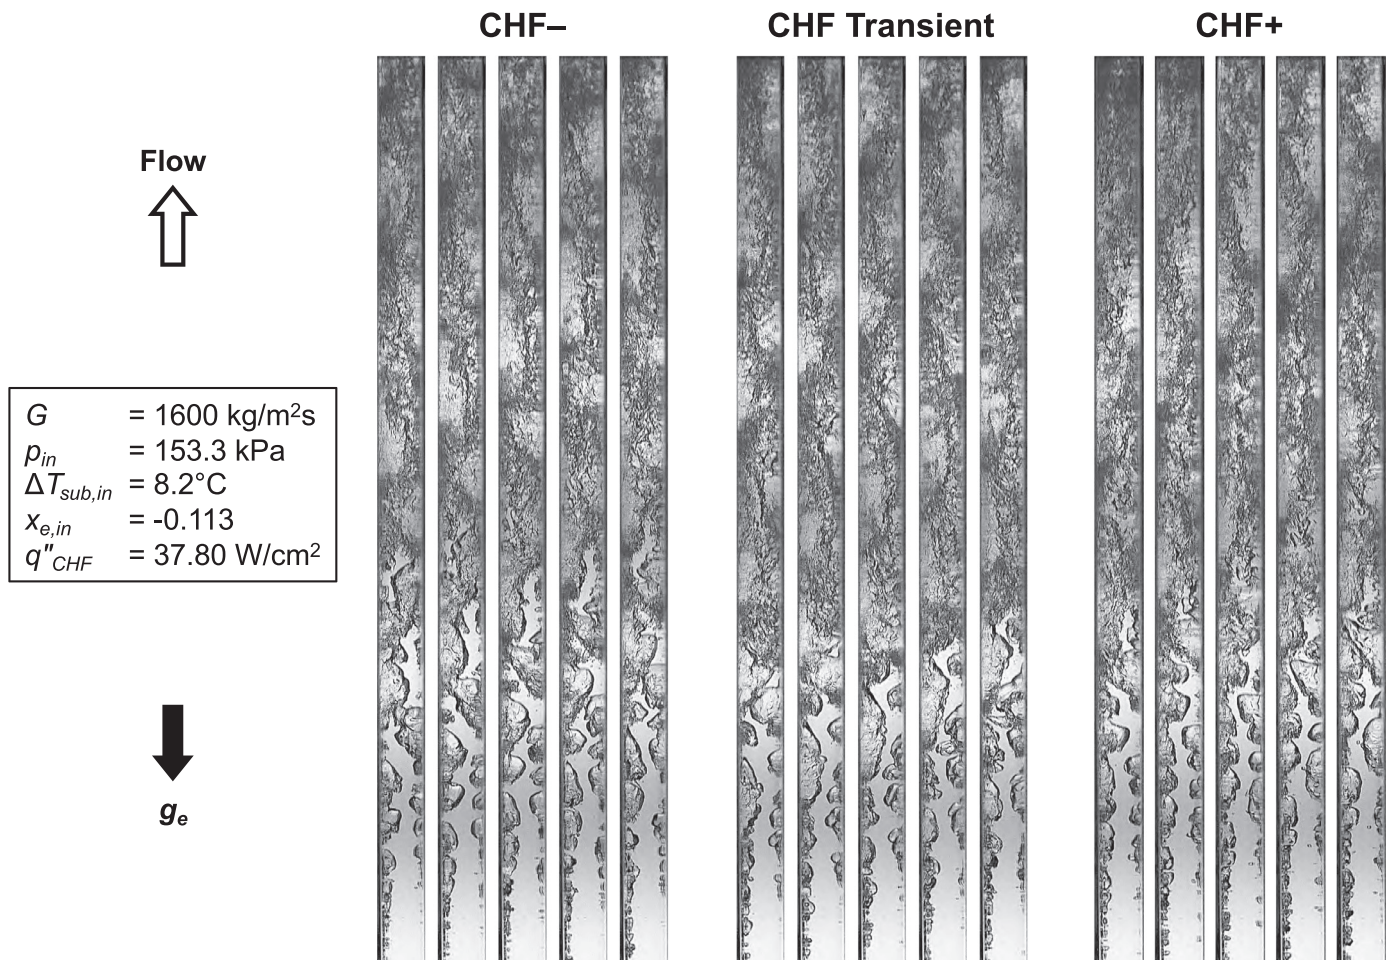 CHF–
CHF Transient
CHF+
Flow
G = 1600 kg/m²s
p_in = 153.3 kPa
ΔT_sub,in = 8.2°C
x_e,in = -0.113
q"_CHF = 37.80 W/cm²
g_e